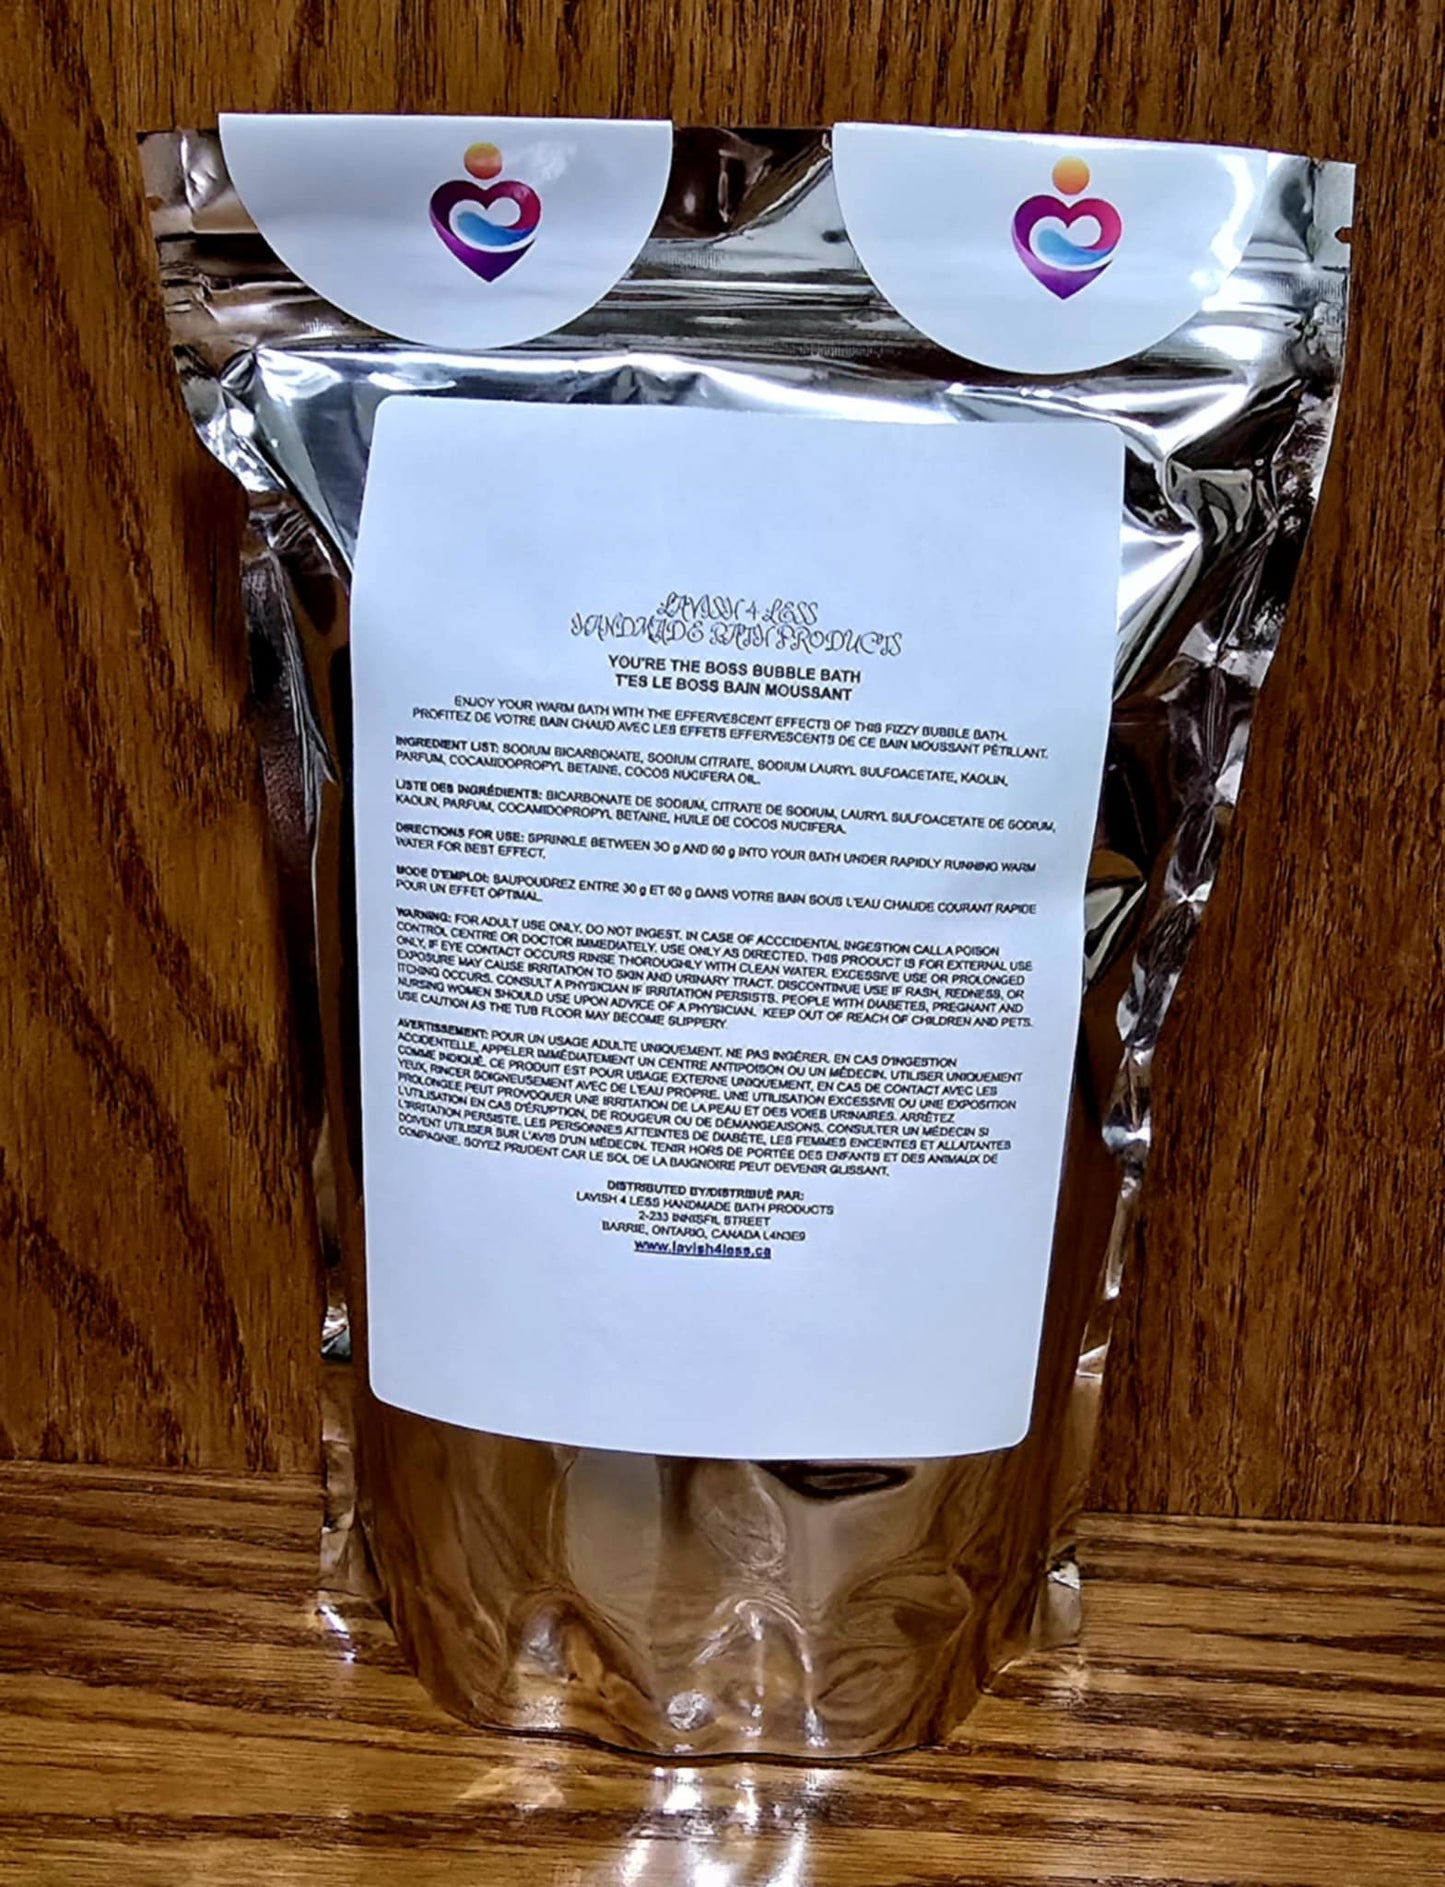 LAVISH 4 LESS
HANDMADE BATH PRODUCTS
YOU'RE THE BOSS BUBBLE BATH
T'ES LE BOSS BAIN MOUSSANT
ENJOY YOUR WARM BATH WITH THE EFFERVESCENT EFFECTS OF THIS FIZZY BUBBLE BATH.
PROFITEZ DE VOTRE BAIN CHAUD AVEC LES EFFETS EFFERVESCENTS DE CE BAIN MOUSSANT PÉTILLANT.
INGREDIENT LIST: SODIUM BICARBONATE, SODIUM CITRATE, SODIUM LAURYL SULFOACETATE, KAOLIN,
PARFUM, COCAMIDOPROPYL BETAINE, COCOS NUCIFERA OIL.
LISTE DES INGRÉDIENTS: BICARBONATE DE SODIUM, CITRATE DE SODIUM, LAURYL SULFOACETATE DE SODIUM,
KAOLIN, PARFUM, COCAMIDOPROPYL BETAINE, HUILE DE COCOS NUCIFERA.
DIRECTIONS FOR USE: SPRINKLE BETWEEN 30 g AND 60 g INTO YOUR BATH UNDER RAPIDLY RUNNING WARM
WATER FOR BEST EFFECT.
MODE D'EMPLOI: SAUPOUDREZ ENTRE 30 g ET 60 g DANS VOTRE BAIN SOUS L'EAU CHAUDE COURANT RAPIDE
POUR UN EFFET OPTIMAL.
WARNING: FOR ADULT USE ONLY. DO NOT INGEST. IN CASE OF ACCCIDENTAL INGESTION CALL A POISON
CONTROL CENTRE OR DOCTOR IMMEDIATELY. USE ONLY AS DIRECTED. THIS PRODUCT IS FOR EXTERNAL USE
ONLY, IF EYE CONTACT OCCURS RINSE THOROUGHLY WITH CLEAN WATER. EXCESSIVE USE OR PROLONGED
EXPOSURE MAY CAUSE IRRITATION TO SKIN AND URINARY TRACT. DISCONTINUE USE IF RASH, REDNESS, OR
ITCHING OCCURS. CONSULT A PHYSICIAN IF IRRITATION PERSISTS. PEOPLE WITH DIABETES, PREGNANT AND
NURSING WOMEN SHOULD USE UPON ADVICE OF A PHYSICIAN. KEEP OUT OF REACH OF CHILDREN AND PETS.
USE CAUTION AS THE TUB FLOOR MAY BECOME SLIPPERY.
AVERTISSEMENT: POUR UN USAGE ADULTE UNIQUEMENT. NE PAS INGÉRER. EN CAS D'INGESTION
ACCIDENTELLE, APPELER IMMÉDIATEMENT UN CENTRE ANTIPOISON OU UN MÉDECIN. UTILISER UNIQUEMENT
COMME INDIQUÉ. CE PRODUIT EST POUR USAGE EXTERNE UNIQUEMENT, EN CAS DE CONTACT AVEC LES
YEUX, RINCER SOIGNEUSEMENT AVEC DE L'EAU PROPRE. UNE UTILISATION EXCESSIVE OU UNE EXPOSITION
PROLONGEE PEUT PROVOQUER UNE IRRITATION DE LA PEAU ET DES VOIES URINAIRES. ARRÊTEZ
L'UTILISATION EN CAS D'ÉRUPTION, DE ROUGEUR OU DE DÉMANGEAISONS. CONSULTER UN MÉDECIN SI
L'IRRITATION PERSISTE. LES PERSONNES ATTEINTES DE DIABÈTE, LES FEMMES ENCEINTES ET ALLAITANTES
DOIVENT UTILISER SUR L'AVIS D'UN MÉDECIN. TENIR HORS DE PORTÉE DES ENFANTS ET DES ANIMAUX DE
COMPAGNIE. SOYEZ PRUDENT CAR LE SOL DE LA BAIGNOIRE PEUT DEVENIR GLISSANT.
DISTRIBUTED BY/DISTRIBUÉ PAR:
LAVISH 4 LESS HANDMADE BATH PRODUCTS
2-233 INNISFIL STREET
BARRIE, ONTARIO, CANADA L4N3E9
www.lavish4less.ca